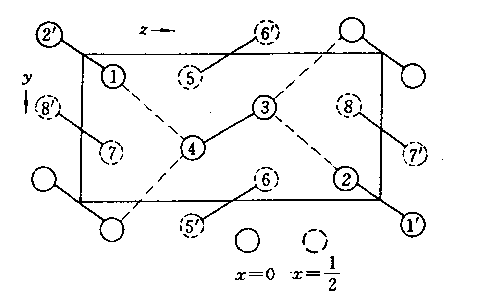 2′ z 6′
1 5
y
8′ 3 8
7 4 7′
6 2
5′ 1′
x=0 x=1/2